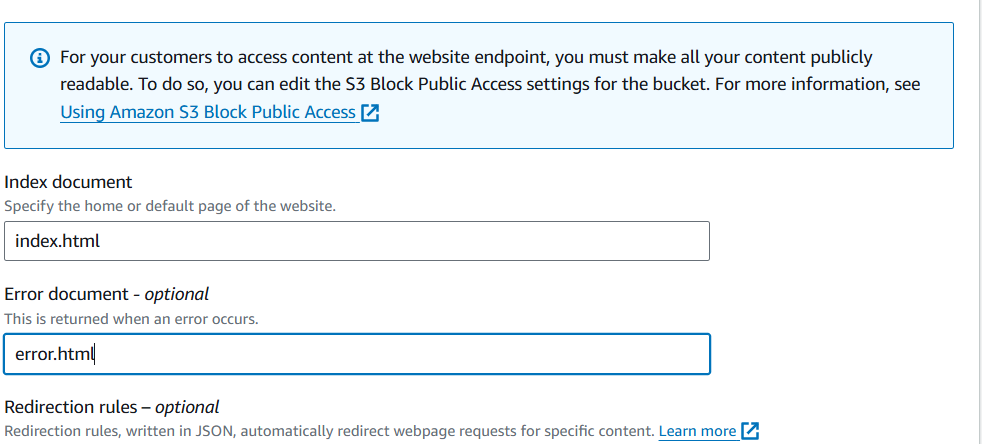 For your customers to access content at the website endpoint, you must make all your content publicly
readable. To do so, you can edit the S3 Block Public Access settings for the bucket. For more information, see
Using Amazon S3 Block Public Access
Index document
Specify the home or default page of the website.
index.html
Error document - optional
This is returned when an error occurs.
error.html
Redirection rules – optional
Redirection rules, written in JSON, automatically redirect webpage requests for specific content. Learn more